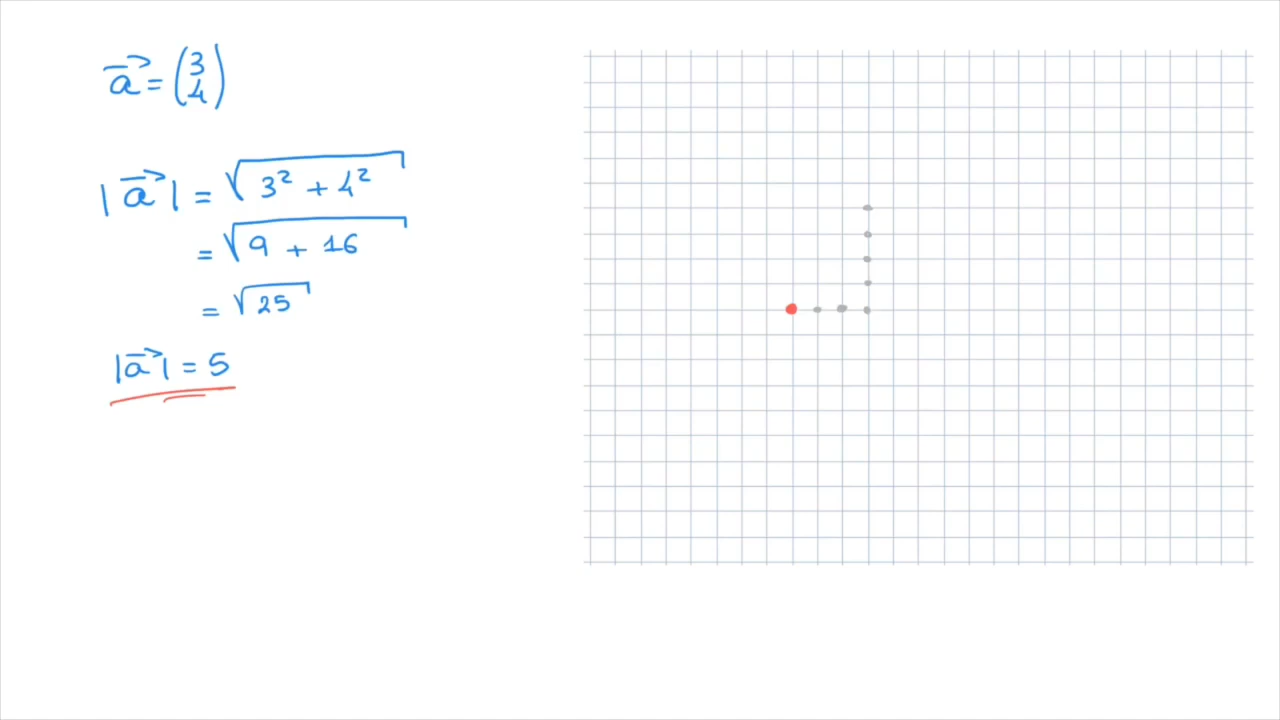 a⃗ = (3
4)
|a⃗| = √(3² + 4²)
= √(9 + 16)
= √25
|a⃗| = 5